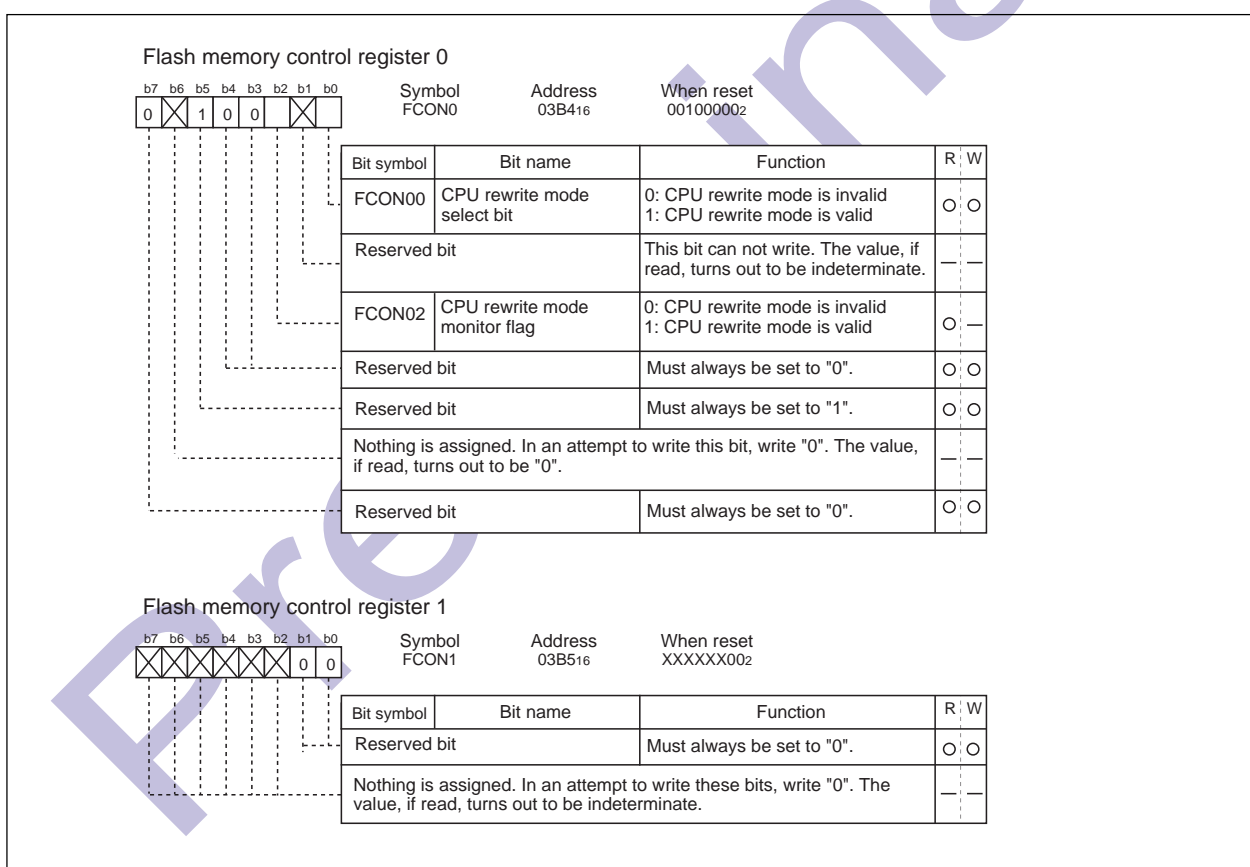 Flash memory control register 0
b7 b6 b5 b4 b3 b2 b1 b0
Symbol Address When reset
FCON0 03B416 001000002
0 1 0 0
Bit symbol Bit name Function R W
FCON00 CPU rewrite mode select bit 0: CPU rewrite mode is invalid
1: CPU rewrite mode is valid
Reserved bit This bit can not write. The value, if
read, turns out to be indeterminate.
FCON02 CPU rewrite mode monitor flag 0: CPU rewrite mode is invalid
1: CPU rewrite mode is valid
Reserved bit Must always be set to "0".
Reserved bit Must always be set to "1".
Nothing is assigned. In an attempt to write this bit, write "0". The value,
if read, turns out to be "0".
Reserved bit Must always be set to "0".
Flash memory control register 1
b7 b6 b5 b4 b3 b2 b1 b0
Symbol Address When reset
FCON1 03B516 XXXXXX002
0 0
Bit symbol Bit name Function R W
Reserved bit Must always be set to "0".
Nothing is assigned. In an attempt to write these bits, write "0". The
value, if read, turns out to be indeterminate.